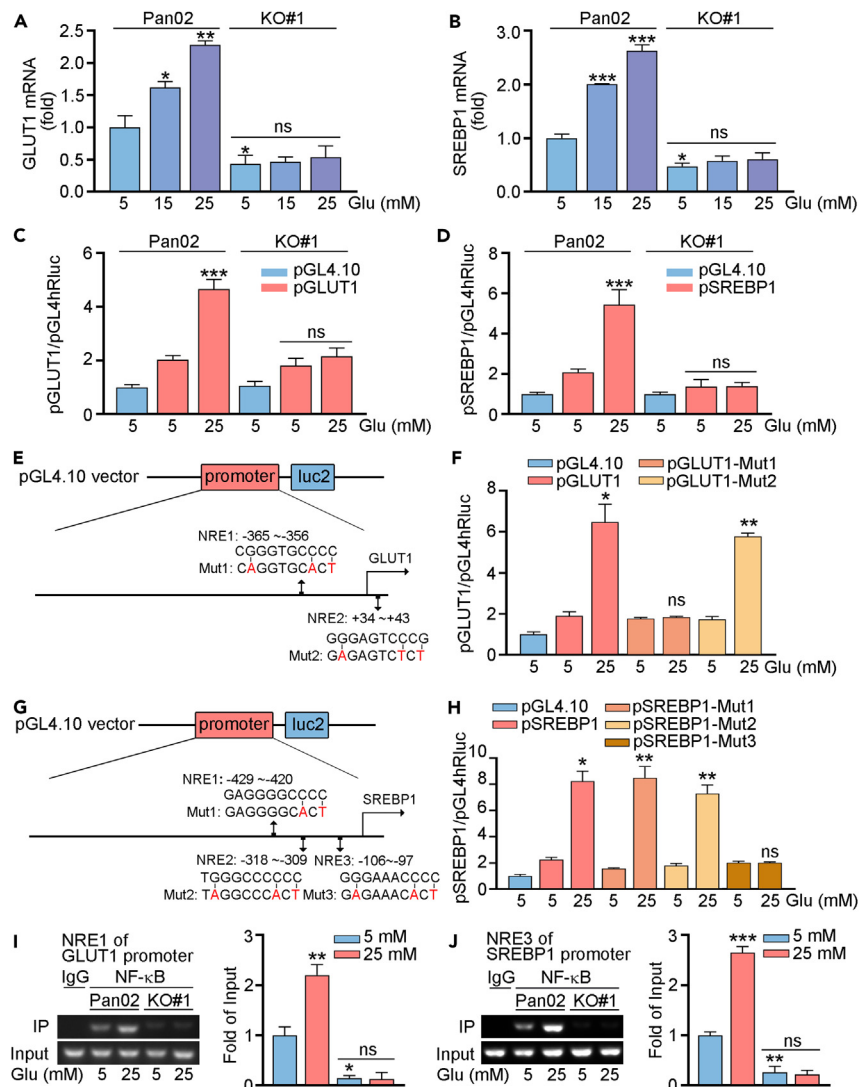 A
Pan02
KO#1
GLUT1 mRNA
(fold)
2.5
2.0
1.5
1.0
0.5
0.0
*
**
*
ns
5 15 25 5 15 25 Glu (mM)
B
Pan02
KO#1
SREBP1 mRNA
(fold)
3.0
2.0
1.0
0.0
***
***
*
ns
5 15 25 5 15 25 Glu (mM)
C
Pan02
KO#1
pGLUT1/pGL4hRluc
6
4
2
0
pGL4.10
pGLUT1
***
ns
5 5 25 5 5 25 Glu (mM)
D
Pan02
KO#1
pSREBP1/pGL4hRluc
8
6
4
2
0
pGL4.10
pSREBP1
***
ns
5 5 25 5 5 25 Glu (mM)
E
pGL4.10 vector
promoter
luc2
NRE1: -365 ~-356
CGGGTGCCCC
Mut1: CAGGTGCACT
GLUT1
NRE2: +34 ~+43
GGGAGTCCCG
Mut2: GAGAGTCTCT
F
pGL4.10
pGLUT1
pGLUT1-Mut1
pGLUT1-Mut2
pGLUT1/pGL4hRluc
8
6
4
2
0
*
ns
**
5 5 25 5 25 5 25 Glu (mM)
G
pGL4.10 vector
promoter
luc2
NRE1: -429 ~-420
GAGGGGCCCC
Mut1: GAGGGGCACT
SREBP1
NRE2: -318 ~-309
TGGGCCCCCC
Mut2: TAGGCCCACT
NRE3: -106~-97
GGGAAACCCC
Mut3: GAGAAACACT
H
pGL4.10
pSREBP1
pSREBP1-Mut1
pSREBP1-Mut2
pSREBP1-Mut3
pSREBP1/pGL4hRluc
10
8
6
4
2
0
*
**
**
ns
5 5 25 5 25 5 25 5 25 Glu (mM)
I
NRE1 of
GLUT1 promoter
IgG NF-κB
Pan02 KO#1
IP
Input
Glu (mM) 5 25 5 25
Fold of Input
3
2
1
0
5 mM
25 mM
**
*
ns
5 25 5 25
J
NRE3 of
SREBP1 promoter
IgG NF-κB
Pan02 KO#1
IP
Input
Glu (mM) 5 25 5 25
Fold of Input
3
2
1
0
5 mM
25 mM
***
**
ns
5 25 5 25